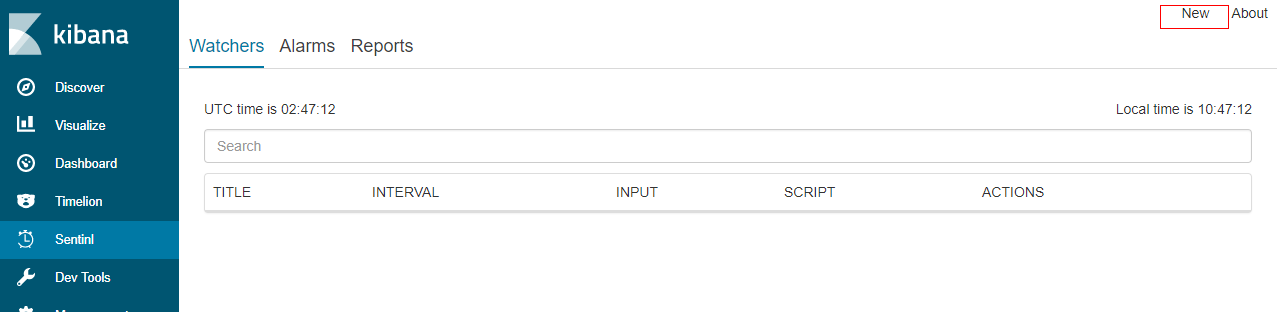 kibana
Discover
Visualize
Dashboard
Timelion
Sentinl
Dev Tools
New About
Watchers Alarms Reports
UTC time is 02:47:12 Local time is 10:47:12
Search
TITLE INTERVAL INPUT SCRIPT ACTIONS